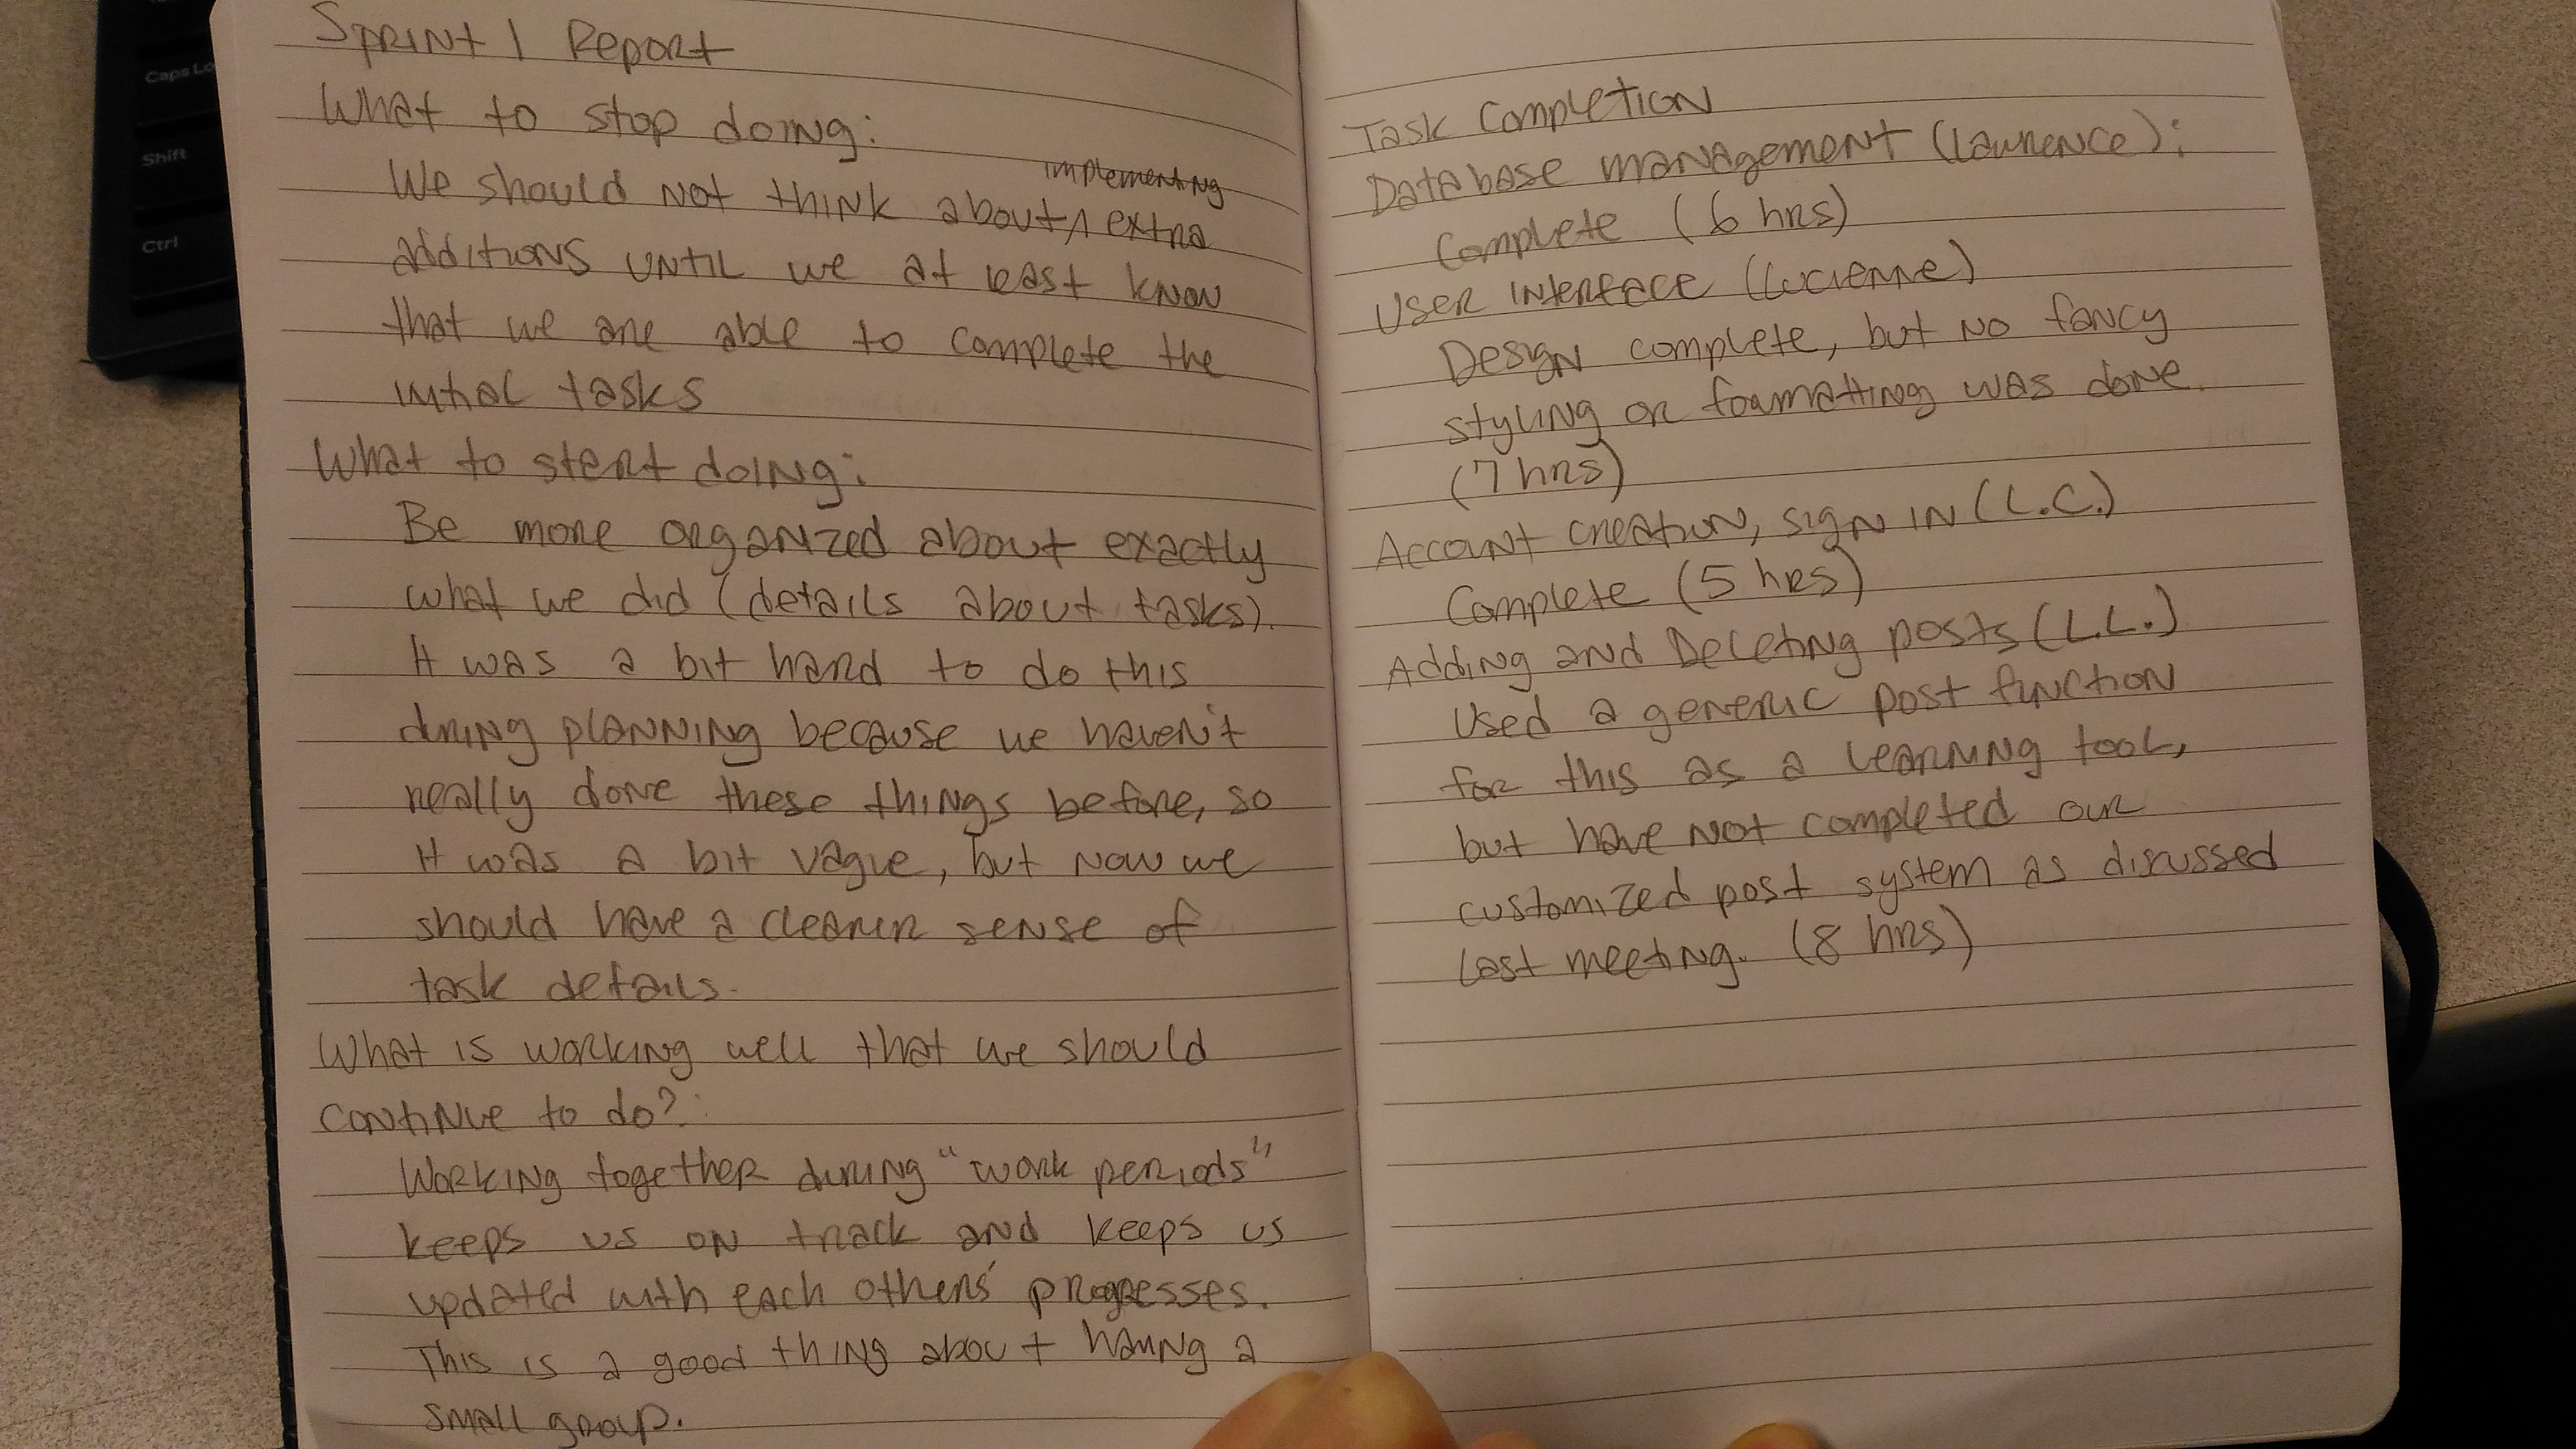 Caps Lo
Shift
Ctrl
Sprint 1 Report
What to stop doing:
We should not think about ^ implementing extra
additions until we at least know
that we are able to complete the
initial tasks
What to start doing:
Be more organized about exactly
what we did (details about tasks).
It was a bit hard to do this
during planning because we haven't
really done these things before, so
it was a bit vague, but now we
should have a clearer sense of
task details.
What is working well that we should
continue to do?:
Working together during "work periods"
keeps us on track and keeps us
updated with each others' progresses.
This is a good thing about having a
small group.
Task Completion
Database management (Lawrence):
Complete (6 hrs)
User interface (Lucienne)
Design complete, but no fancy
styling or formatting was done.
(7 hrs)
Account creation, sign in (L.C.)
Complete (5 hrs)
Adding and Deleting posts (L.L.)
Used a generic post function
for this as a learning tool,
but have not completed our
customized post system as discussed
last meeting. (8 hrs)